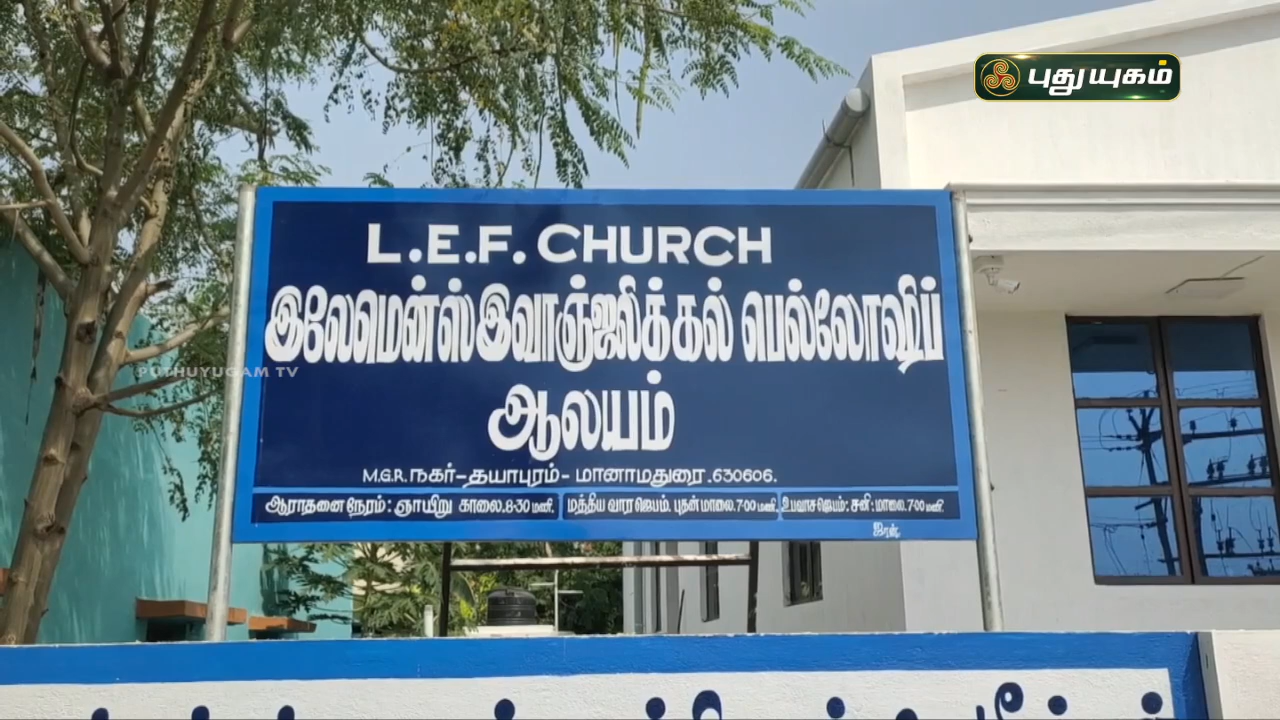 புதுயுகம்
L.E.F. CHURCH
இலேமென்ஸ் இவாஞ்ஜலிக்கல் பெல்லோஷிப்
PUTHUYUGAM TV
ஆலயம்
M.G.R. நகர்-தயாபுரம்-மானாமதுரை.630606.
ஆராதனை நேரம்: ஞாயிறு காலை.8-30 மணி. மத்திய வார ஜெபம். புதன் மாலை.7-00 மணி. உபவாச ஜெபம்: சனி-மாலை.7-00 மணி.
ஜான்.